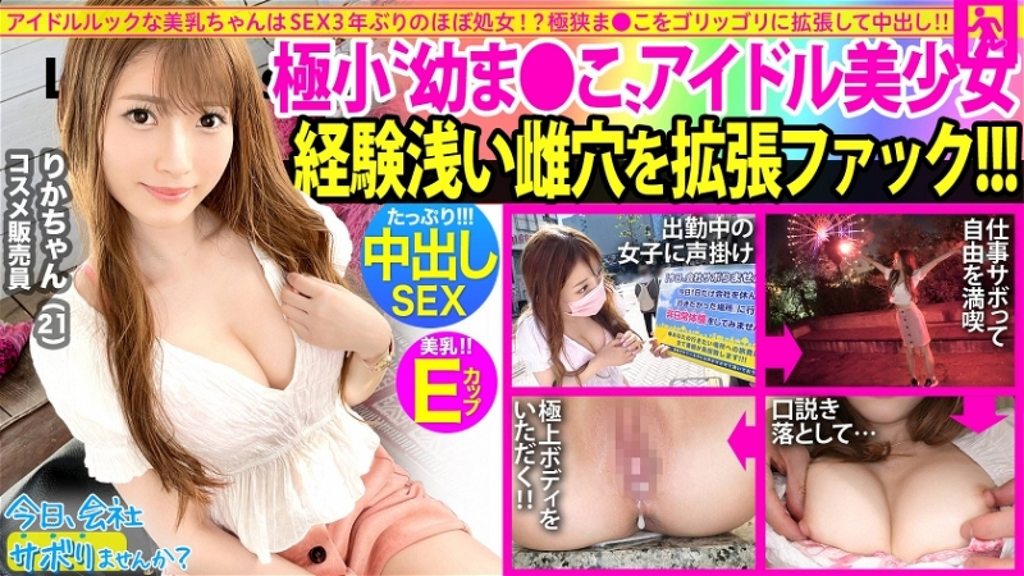 アイドルルックな美乳ちゃんはSEX3年ぶりのほぼ処女!?極狭ま●こをゴリッゴリに拡張して中出し!!
極小〝幼ま●こ〟アイドル美少女
経験浅い雌穴を拡張ファック!!!
りかちゃん(21)
コスメ販売員
たっぷり!!!
中出し
SEX
美乳!!
Eカップ
出勤中の
女子に声掛け
仕事サボって
自由を満喫
口説き
落として…
極上ボディを
いただく!!
今日、会社
サボりませんか?